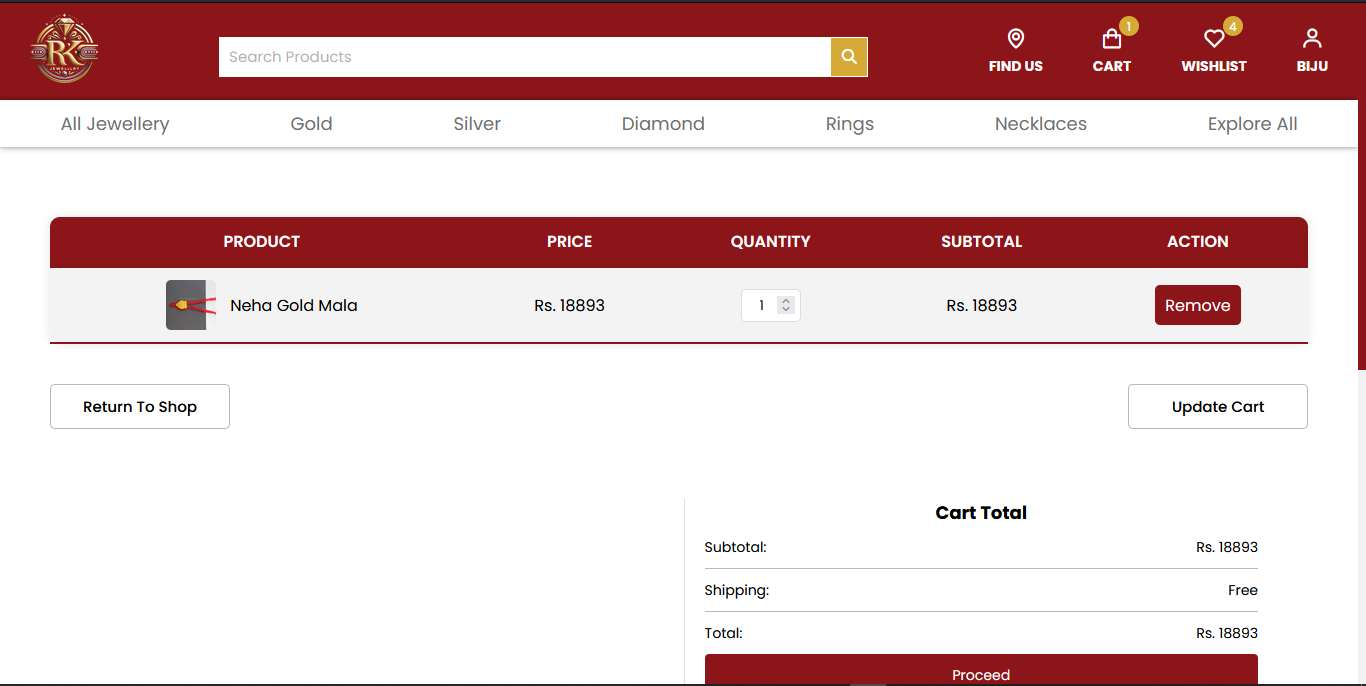 RK
JEWELLERY
Search Products
1
4
FIND US
CART
WISHLIST
BIJU
All Jewellery
Gold
Silver
Diamond
Rings
Necklaces
Explore All
PRODUCT PRICE QUANTITY SUBTOTAL ACTION
Neha Gold Mala Rs. 18893 1 Rs. 18893 Remove
Return To Shop
Update Cart
Cart Total
Subtotal: Rs. 18893
Shipping: Free
Total: Rs. 18893
Proceed